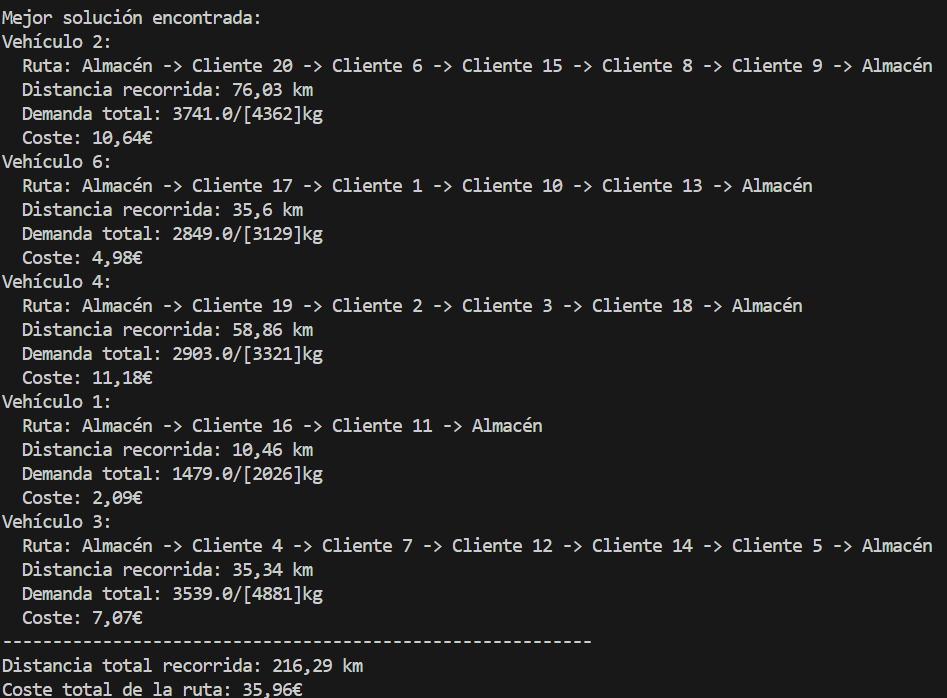 Mejor solución encontrada:
Vehículo 2:
  Ruta: Almacén -> Cliente 20 -> Cliente 6 -> Cliente 15 -> Cliente 8 -> Cliente 9 -> Almacén
  Distancia recorrida: 76,03 km
  Demanda total: 3741.0/[4362]kg
  Coste: 10,64€
Vehículo 6:
  Ruta: Almacén -> Cliente 17 -> Cliente 1 -> Cliente 10 -> Cliente 13 -> Almacén
  Distancia recorrida: 35,6 km
  Demanda total: 2849.0/[3129]kg
  Coste: 4,98€
Vehículo 4:
  Ruta: Almacén -> Cliente 19 -> Cliente 2 -> Cliente 3 -> Cliente 18 -> Almacén
  Distancia recorrida: 58,86 km
  Demanda total: 2903.0/[3321]kg
  Coste: 11,18€
Vehículo 1:
  Ruta: Almacén -> Cliente 16 -> Cliente 11 -> Almacén
  Distancia recorrida: 10,46 km
  Demanda total: 1479.0/[2026]kg
  Coste: 2,09€
Vehículo 3:
  Ruta: Almacén -> Cliente 4 -> Cliente 7 -> Cliente 12 -> Cliente 14 -> Cliente 5 -> Almacén
  Distancia recorrida: 35,34 km
  Demanda total: 3539.0/[4881]kg
  Coste: 7,07€
-----------------------------------------------------------
Distancia total recorrida: 216,29 km
Coste total de la ruta: 35,96€